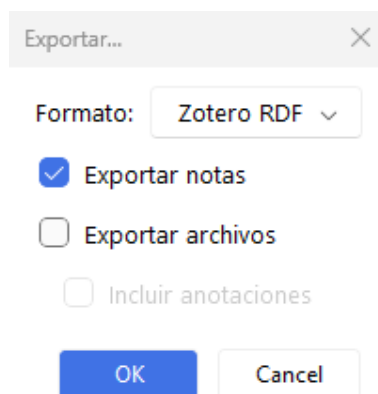 Exportar...
Formato: Zotero RDF
Exportar notas
Exportar archivos
Incluir anotaciones
OK Cancel